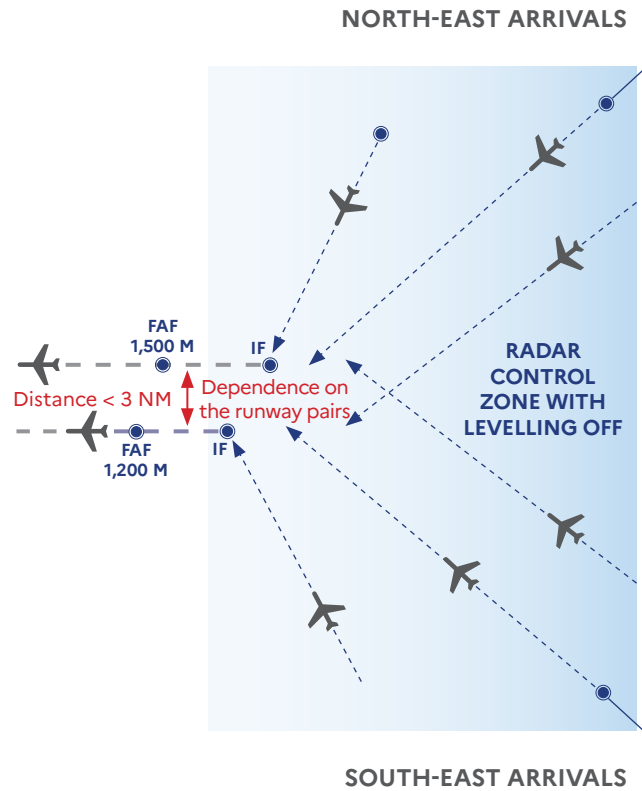 NORTH-EAST ARRIVALS
FAF
1,500 M
IF
RADAR
CONTROL
ZONE WITH
LEVELLING OFF
Distance < 3 NM
Dependence on
the runway pairs
FAF
1,200 M
IF
SOUTH-EAST ARRIVALS